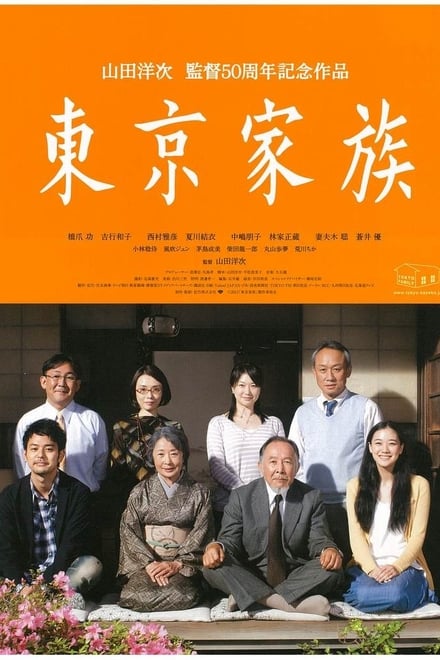 山田洋次 監督50周年記念作品
東京家族
橋爪 功 吉行和子 西村雅彦 夏川結衣 中嶋朋子 林家正蔵 妻夫木 聡 蒼井 優
小林稔侍 風吹ジュン 茅島成美 柴田龍一郎 丸山歩夢 荒川ちか
監督 山田洋次
TOKYO
FAMILY